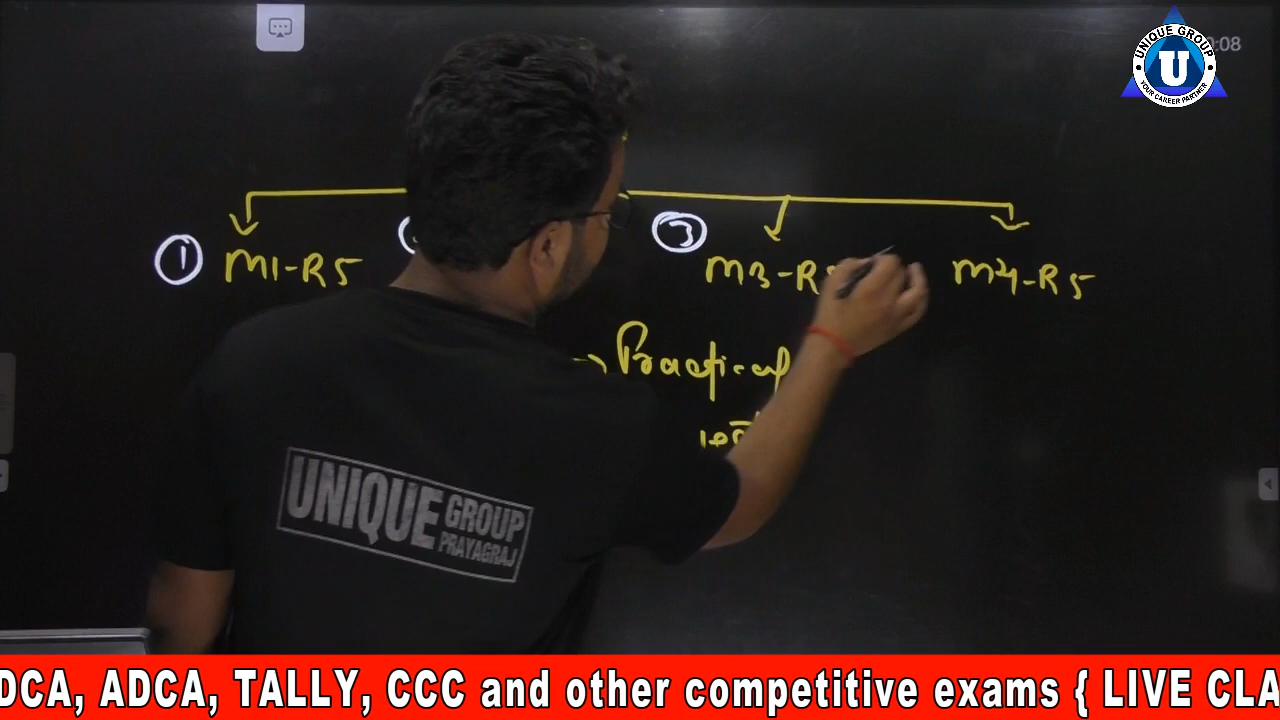 UNIQUE GROUP
U
YOUR CAREER PARTNER
:08
① M1-R5
③ M3-R5
M4-R5
→ Practical
UNIQUE GROUP
PRAYAGRAJ
DCA, ADCA, TALLY, CCC and other competitive exams { LIVE CLA